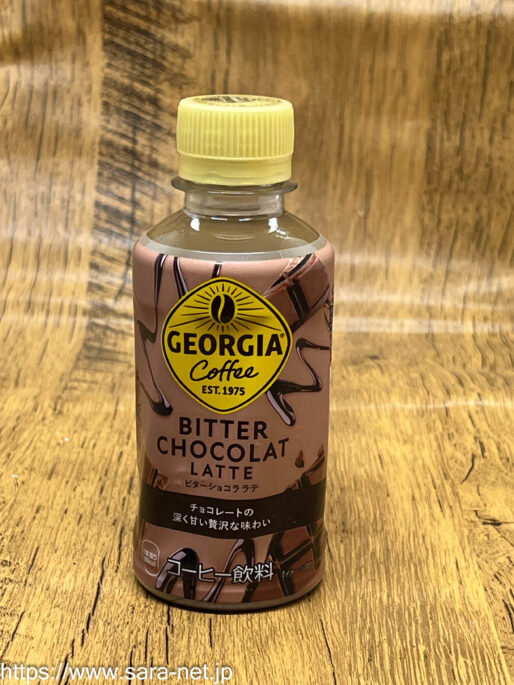 GEORGIA®
Coffee
EST. 1975
BITTER
CHOCOLAT
LATTE
ビターショコララテ
チョコレートの
深く甘い贅沢な味わい
コーヒー飲料
https://www.sara-net.jp